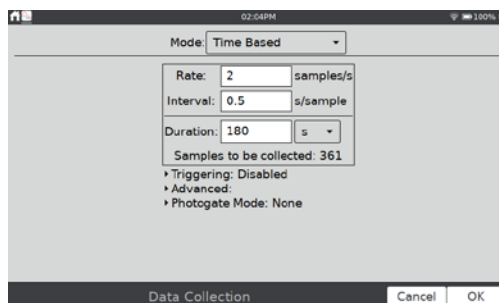 02:04PM 100%
Mode: Time Based
Rate: 2 samples/s
Interval: 0.5 s/sample
Duration: 180 s
Samples to be collected: 361
Triggering: Disabled
Advanced:
Photogate Mode: None
Data Collection Cancel OK